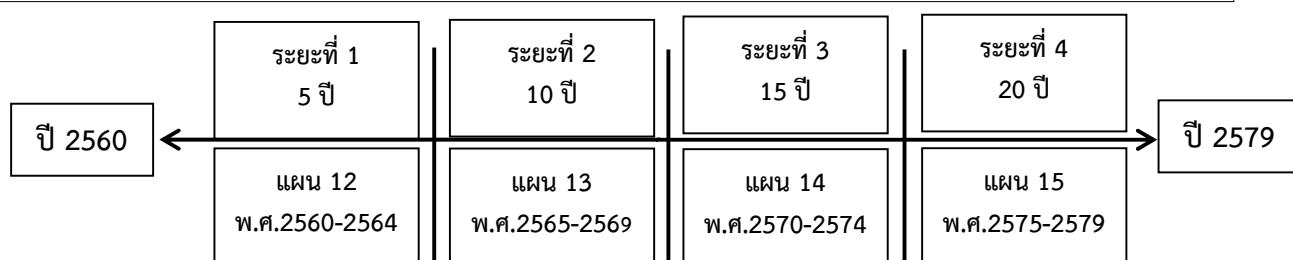 ปี 2560
ระยะที่ 1
5 ปี
ระยะที่ 2
10 ปี
ระยะที่ 3
15 ปี
ระยะที่ 4
20 ปี
ปี 2579
แผน 12
พ.ศ.2560-2564
แผน 13
พ.ศ.2565-2569
แผน 14
พ.ศ.2570-2574
แผน 15
พ.ศ.2575-2579